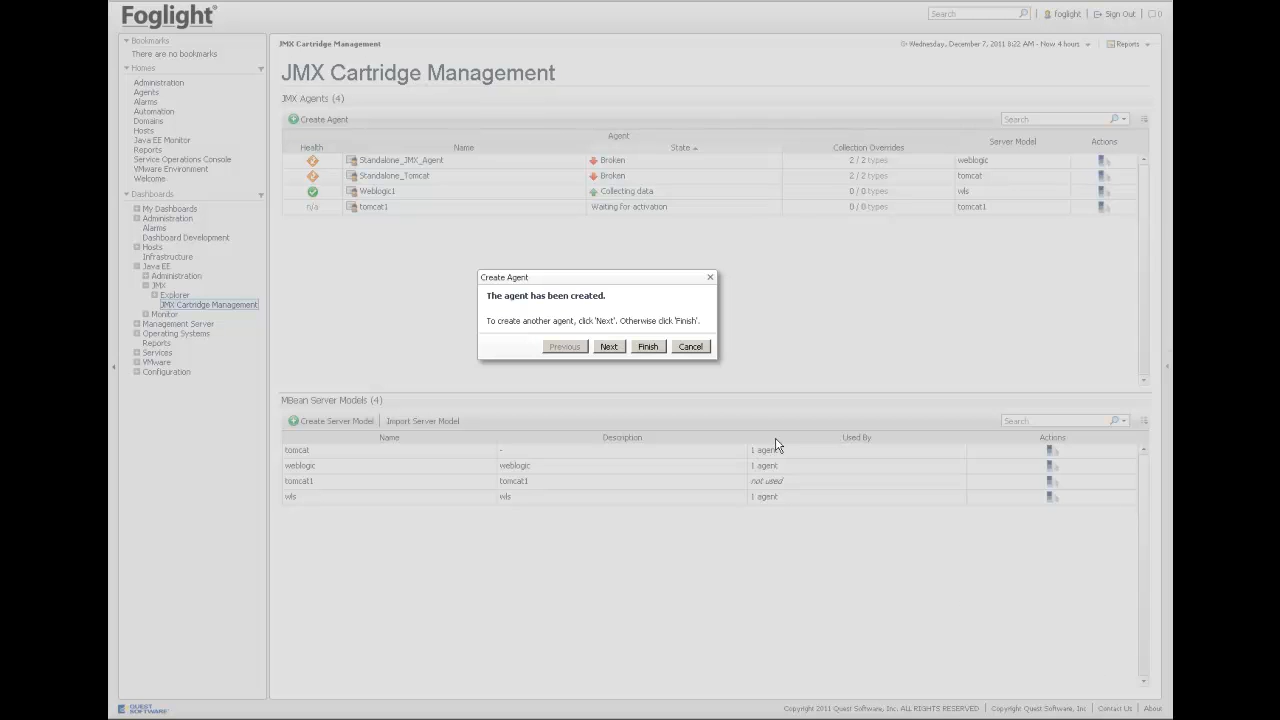 Foglight®
Search
foglight
Sign Out
0
Bookmarks
There are no bookmarks
Homes
Administration
Agents
Alarms
Automation
Domains
Hosts
Java EE Monitor
Reports
Service Operations Console
VMware Environment
Welcome
Dashboards
My Dashboards
Administration
Alarms
Dashboard Development
Hosts
Infrastructure
Java EE
Administration
JMX
Explorer
JMX Cartridge Management
Monitor
Management Server
Operating Systems
Reports
Services
VMware
Configuration
JMX Cartridge Management
Wednesday, December 7, 2011 8:22 AM - Now 4 hours
Reports
JMX Cartridge Management
JMX Agents (4)
Create Agent
Search
Agent
Health Name State Collection Overrides Server Model Actions
Standalone_JMX_Agent Broken 2 / 2 types weblogic
Standalone_Tomcat Broken 2 / 2 types tomcat
Weblogic1 Collecting data 0 / 0 types wls
n/a tomcat1 Waiting for activation 0 / 0 types tomcat1
Create Agent
The agent has been created.
To create another agent, click 'Next'. Otherwise click 'Finish'.
Previous Next Finish Cancel
MBean Server Models (4)
Create Server Model Import Server Model
Search
Name Description Used By Actions
tomcat - 1 agent
weblogic weblogic 1 agent
tomcat1 tomcat1 not used
wls wls 1 agent
QUEST SOFTWARE
Copyright 2011 Quest Software, Inc. ALL RIGHTS RESERVED Copyright Quest Software, Inc Contact Us About